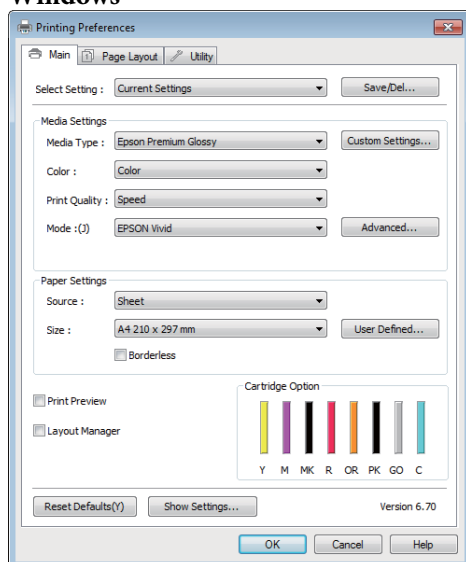 Windows
Printing Preferences
Main Page Layout Utility
Select Setting : Current Settings Save/Del...
Media Settings
Media Type : Epson Premium Glossy Custom Settings...
Color : Color
Print Quality : Speed
Mode :(J) EPSON Vivid Advanced...
Paper Settings
Source : Sheet
Size : A4 210 x 297 mm User Defined...
Borderless
Cartridge Option
Print Preview
Layout Manager
Y M MK R OR PK GO C
Reset Defaults(Y) Show Settings... Version 6.70
OK Cancel Help